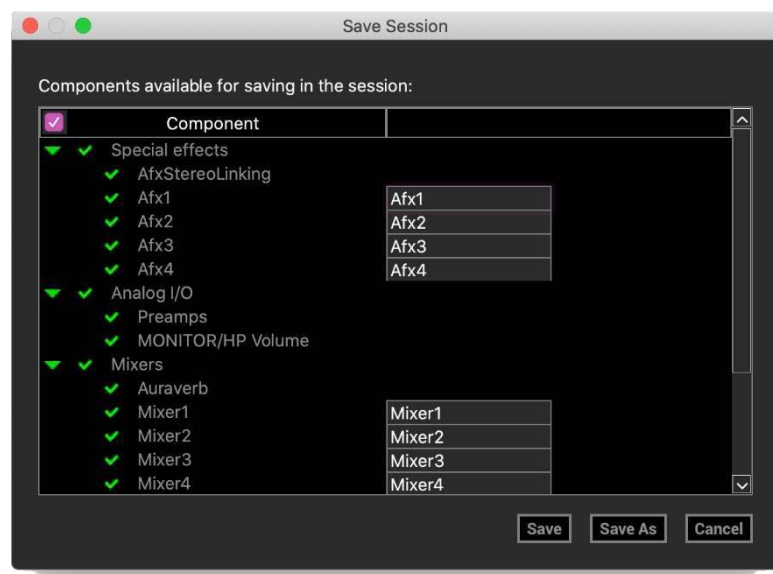 Save Session
Components available for saving in the session:
Component
Special effects
AfxStereoLinking
Afx1 Afx1
Afx2 Afx2
Afx3 Afx3
Afx4 Afx4
Analog I/O
Preamps
MONITOR/HP Volume
Mixers
Auraverb
Mixer1 Mixer1
Mixer2 Mixer2
Mixer3 Mixer3
Mixer4 Mixer4
Save Save As Cancel